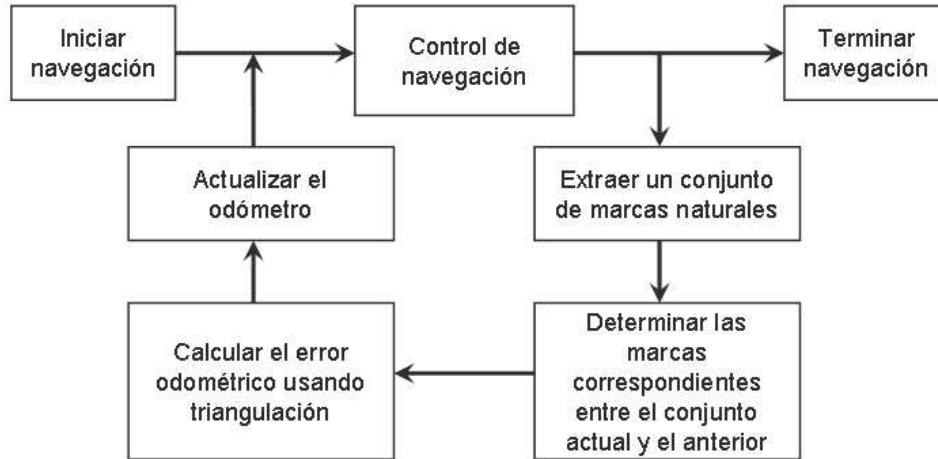 Iniciar
navegación
Control de
navegación
Terminar
navegación
Actualizar el
odómetro
Extraer un conjunto
de marcas naturales
Calcular el error
odométrico usando
triangulación
Determinar las
marcas
correspondientes
entre el conjunto
actual y el anterior